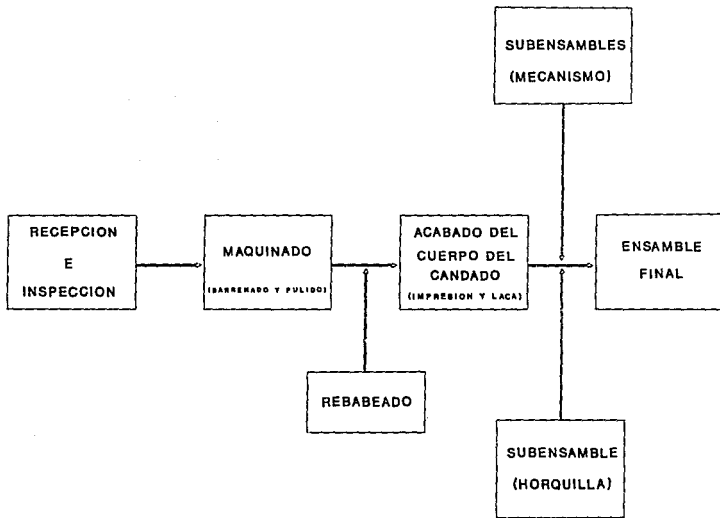 SUBENSAMBLES
(MECANISMO)
RECEPCION
E
INSPECCION
MAQUINADO
(BARRENADO Y PULIDO)
ACABADO DEL
CUERPO DEL
CANDADO
(IMPRESION Y LACA)
ENSAMBLE
FINAL
REBABEADO
SUBENSAMBLE
(HORQUILLA)